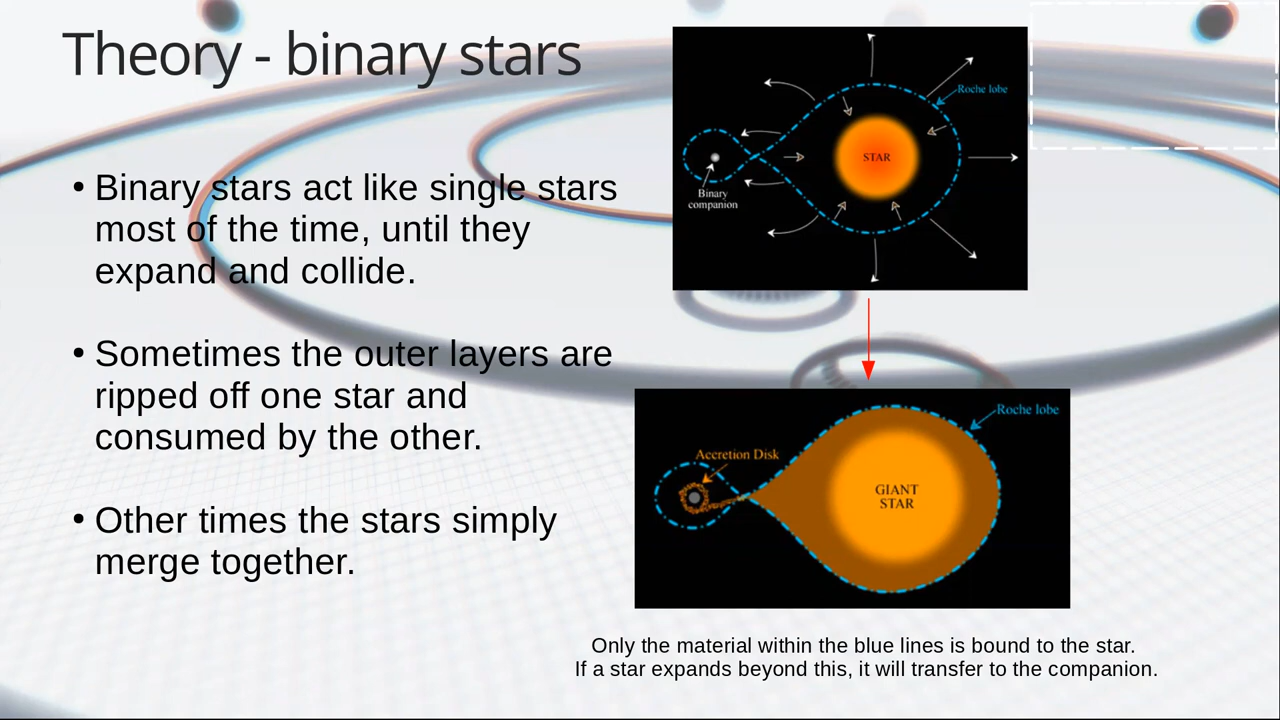 Theory - binary stars
• Binary stars act like single stars
most of the time, until they
expand and collide.
• Sometimes the outer layers are
ripped off one star and
consumed by the other.
• Other times the stars simply
merge together.
Roche lobe
STAR
Binary
companion
Roche lobe
Accretion Disk
GIANT
STAR
Only the material within the blue lines is bound to the star.
If a star expands beyond this, it will transfer to the companion.